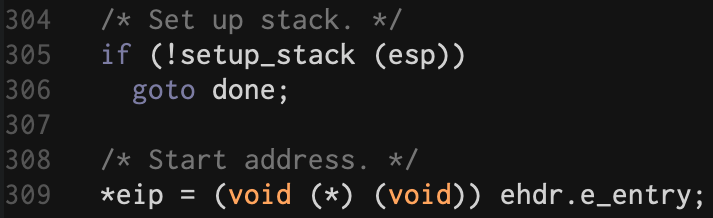 304   /* Set up stack. */
305   if (!setup_stack (esp))
306     goto done;
307
308   /* Start address. */
309   *eip = (void (*) (void)) ehdr.e_entry;